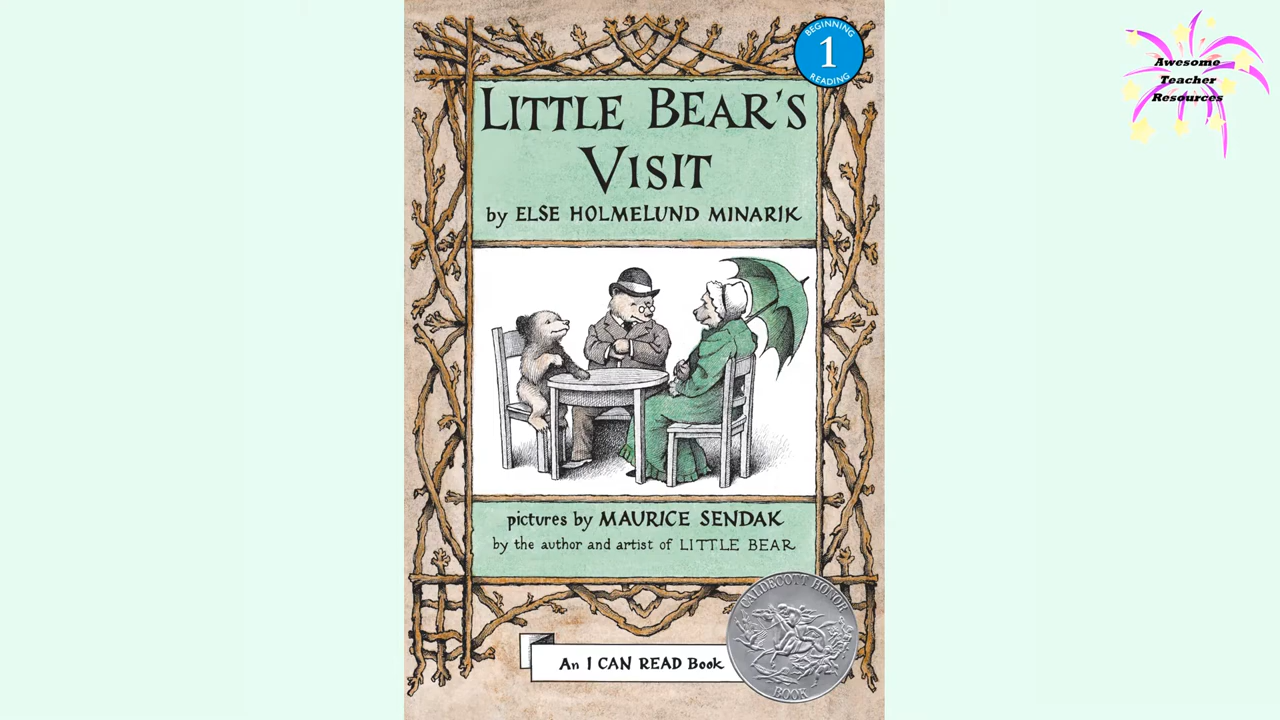 BEGINNING
1
READING
Awesome
Teacher
Resources
LITTLE BEAR'S
VISIT
by ELSE HOLMELUND MINARIK
pictures by MAURICE SENDAK
by the author and artist of LITTLE BEAR
An I CAN READ Book
CALDECOTT HONOR
BOOK